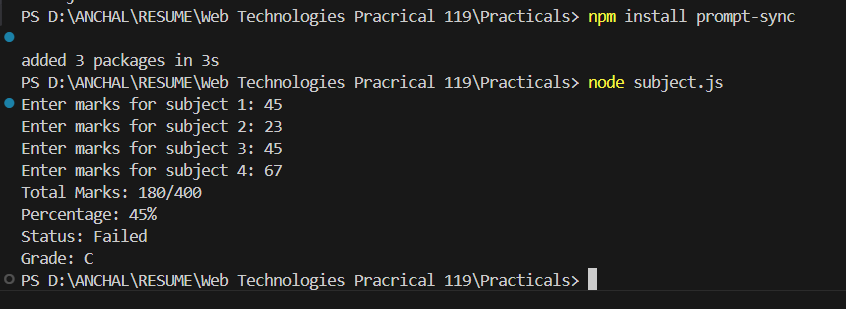 PS D:\ANCHAL\RESUME\Web Technologies Pracrical 119\Practicals> npm install prompt-sync
added 3 packages in 3s
PS D:\ANCHAL\RESUME\Web Technologies Pracrical 119\Practicals> node subject.js
Enter marks for subject 1: 45
Enter marks for subject 2: 23
Enter marks for subject 3: 45
Enter marks for subject 4: 67
Total Marks: 180/400
Percentage: 45%
Status: Failed
Grade: C
PS D:\ANCHAL\RESUME\Web Technologies Pracrical 119\Practicals>